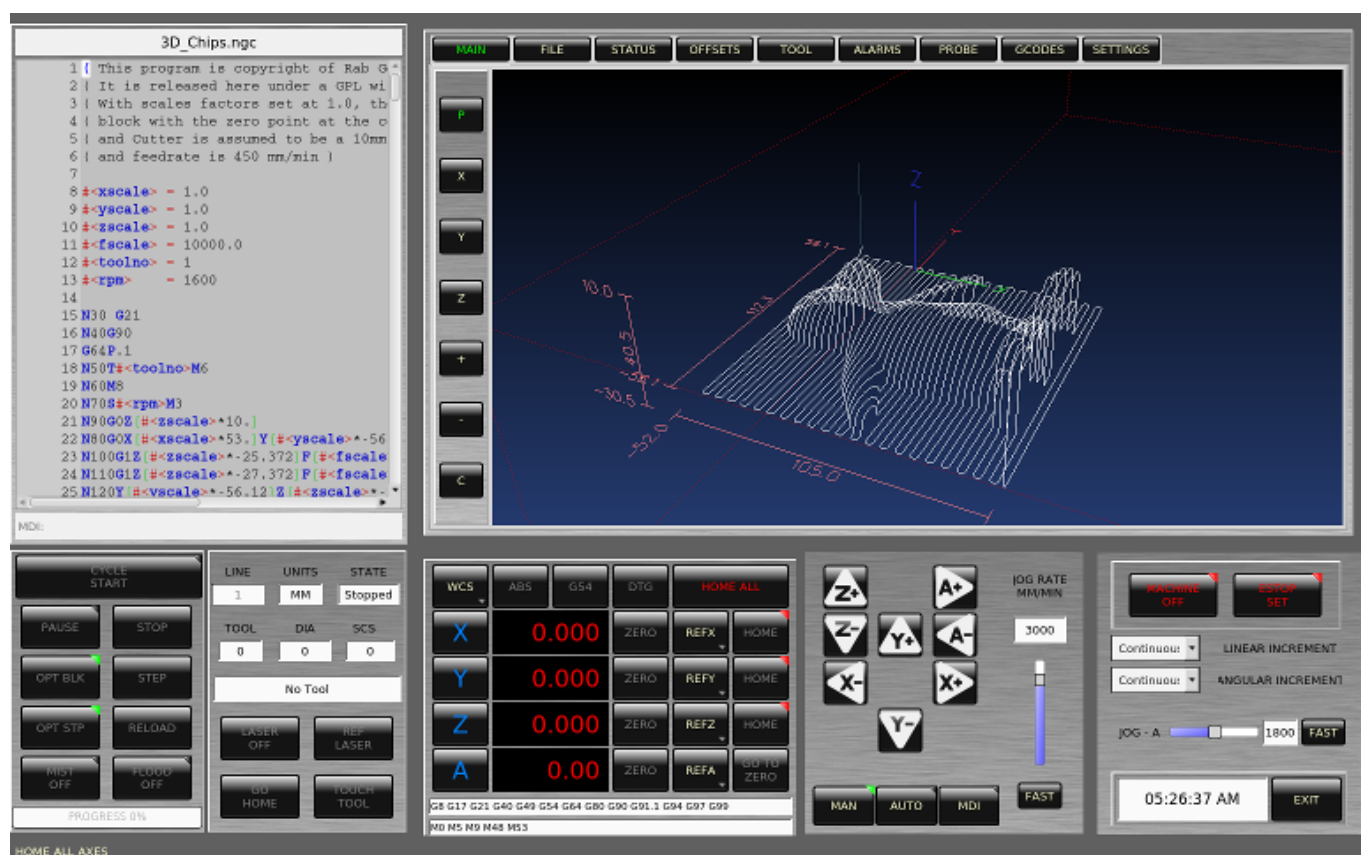 3D_Chips.ngc
1 ( This program is copyright of Rab G
2 ( It is released here under a GPL wi
3 ( With scales factors set at 1.0, th
4 ( block with the zero point at the c
5 ( and Cutter is assumed to be a 10mm
6 ( and feedrate is 450 mm/min )
7
8 #<xscale> = 1.0
9 #<yscale> = 1.0
10 #<zscale> = 1.0
11 #<fscale> = 10000.0
12 #<toolno> = 1
13 #<rpm> = 1600
14
15 N30 G21
16 N40G90
17 G64P.1
18 N50T#<toolno>M6
19 N60M8
20 N70S#<rpm>M3
21 N90G0Z[#<zscale>*10.]
22 N80G0X[#<xscale>*53.]Y[#<yscale>*-56
23 N100G1Z[#<zscale>*-25.372]F[#<fscale
24 N110G1Z[#<zscale>*-27.372]F[#<fscale
25 N120Y[#<yscale>*-56.12]Z[#<zscale>*-
MDI:
MAIN FILE STATUS OFFSETS TOOL ALARMS PROBE GCODES SETTINGS
P
X
Y
Z
+
-
C
Z
Y
10.0
40.5
-30.5
112.3
-52.0
105.0
CYCLE
START
PAUSE STOP
OPT BLK STEP
OPT STP RELOAD
MIST
OFF
FLOOD
OFF
PROGRESS 0%
LINE UNITS STATE
1 MM Stopped
TOOL DIA SCS
0 0 0
No Tool
LASER
OFF
REF
LASER
GO
HOME
TOUCH
TOOL
WCS ABS G54 DTG HOME ALL
X 0.000 ZERO REFX HOME
Y 0.000 ZERO REFY HOME
Z 0.000 ZERO REFZ HOME
A 0.00 ZERO REFA GO TO
ZERO
G8 G17 G21 G40 G49 G54 G64 G80 G90 G91.1 G94 G97 G99
M0 M5 M9 M48 M53
Z+ A+
Z- Y+ A-
X- X+
Y-
JOG RATE
MM/MIN
3000
FAST
MAN AUTO MDI
MACHINE
OFF
ESTOP
SET
Continuous LINEAR INCREMENT
Continuous ANGULAR INCREMENT
JOG - A 1800 FAST
05:26:37 AM EXIT
HOME ALL AXES